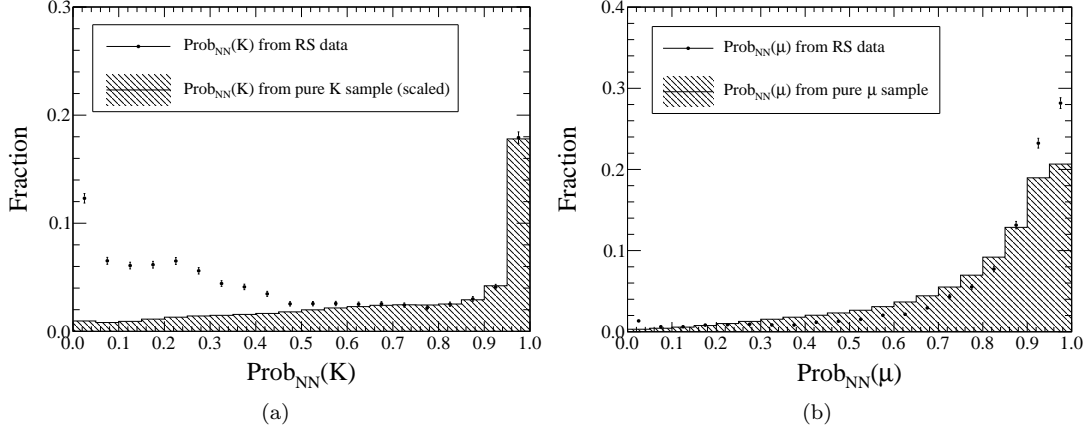 0.3
0.2
0.1
0.0
Fraction
Prob_NN(K) from RS data
Prob_NN(K) from pure K sample (scaled)
0.0 0.1 0.2 0.3 0.4 0.5 0.6 0.7 0.8 0.9 1.0
Prob_NN(K)
(a)
0.4
0.3
0.2
0.1
0.0
Fraction
Prob_NN(μ) from RS data
Prob_NN(μ) from pure μ sample
0.0 0.1 0.2 0.3 0.4 0.5 0.6 0.7 0.8 0.9 1.0
Prob_NN(μ)
(b)